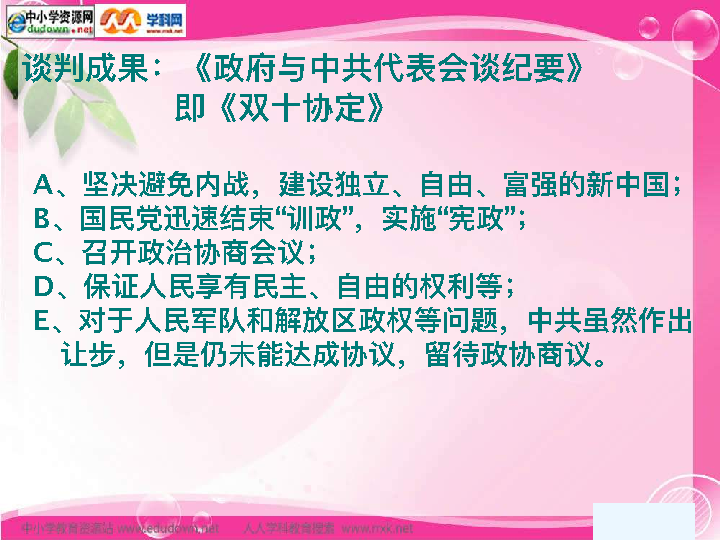 中小学资源网
edudown.net
学科网
www.nxk.net
谈判成果：《政府与中共代表会谈纪要》
即《双十协定》
A、坚决避免内战，建设独立、自由、富强的新中国；
B、国民党迅速结束“训政”，实施“宪政”；
C、召开政治协商会议；
D、保证人民享有民主、自由的权利等；
E、对于人民军队和解放区政权等问题，中共虽然作出
让步，但是仍未能达成协议，留待政协商议。
中小学教育资源站 www.edudown.net 人人学科教育搜索 www.nxk.net